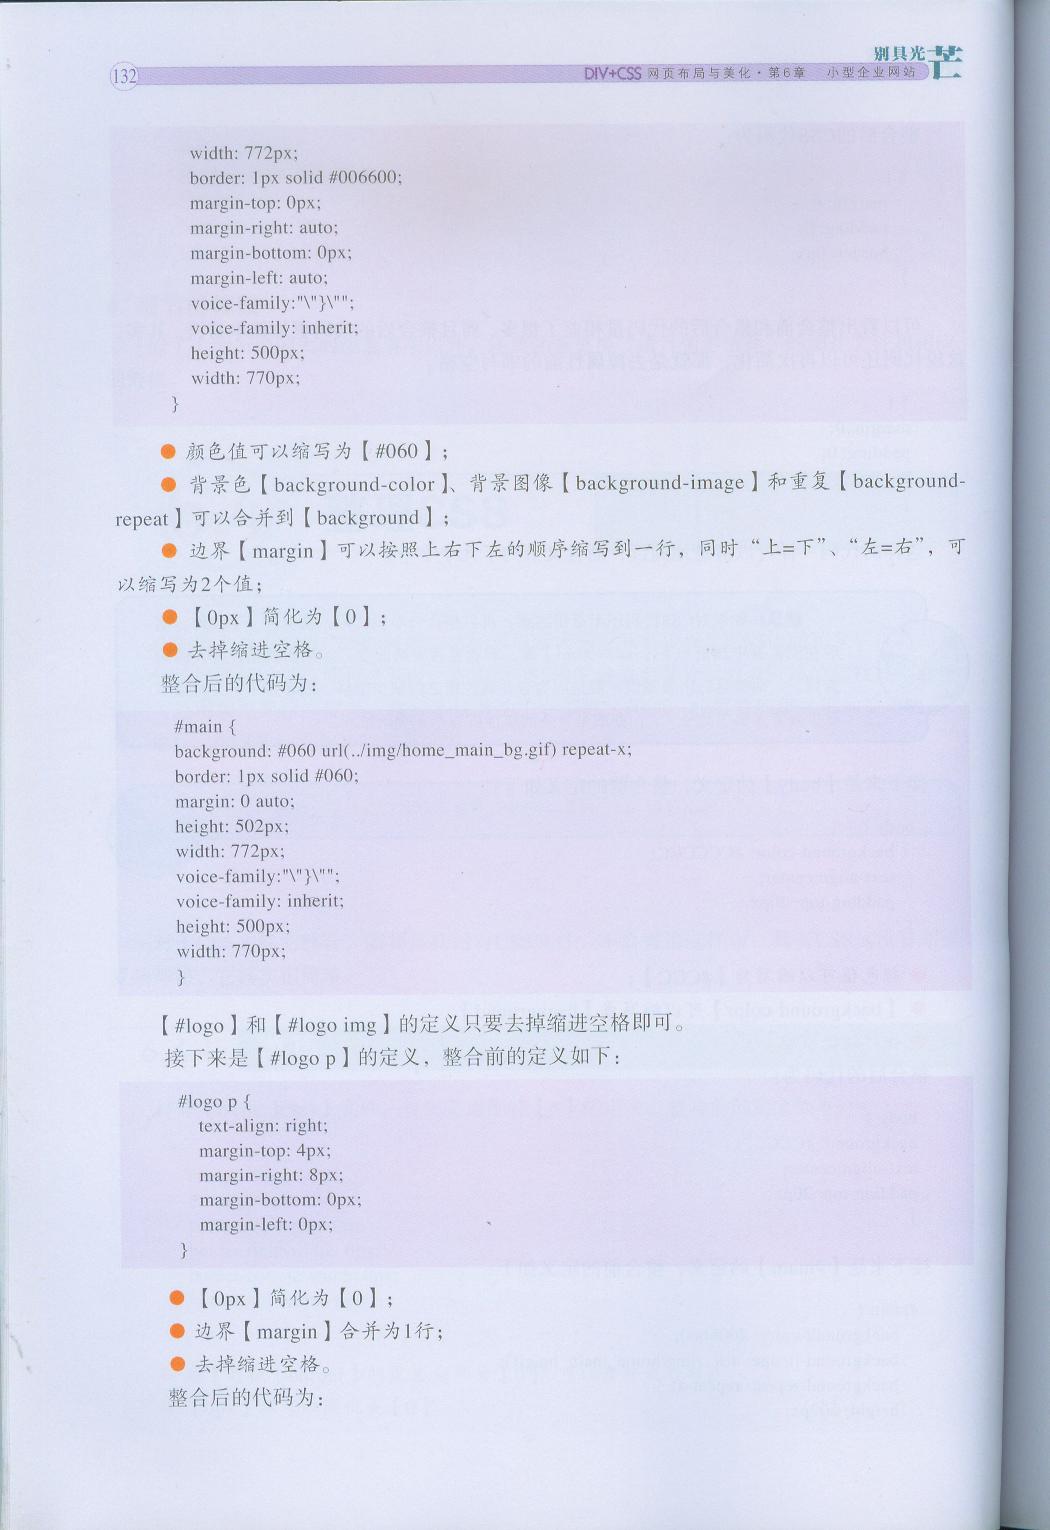 别具光芒
132
DIV+CSS 网页布局与美化·第6章 小型企业网站
width: 772px;
border: 1px solid #006600;
margin-top: 0px;
margin-right: auto;
margin-bottom: 0px;
margin-left: auto;
voice-family:"\"}\"";
voice-family: inherit;
height: 500px;
width: 770px;
}
● 颜色值可以缩写为【#060】;
● 背景色【background-color】、背景图像【background-image】和重复【background-
repeat】可以合并到【background】;
● 边界【margin】可以按照上右下左的顺序缩写到一行，同时“上=下”、“左=右”，可
以缩写为2个值;
● 【0px】简化为【0】;
● 去掉缩进空格。
整合后的代码为:
#main {
background: #060 url(../img/home_main_bg.gif) repeat-x;
border: 1px solid #060;
margin: 0 auto;
height: 502px;
width: 772px;
voice-family:"\"}\"";
voice-family: inherit;
height: 500px;
width: 770px;
}
【#logo】和【#logo img】的定义只要去掉缩进空格即可。
接下来是【#logo p】的定义，整合前的定义如下:
#logo p {
text-align: right;
margin-top: 4px;
margin-right: 8px;
margin-bottom: 0px;
margin-left: 0px;
}
● 【0px】简化为【0】;
● 边界【margin】合并为1行;
● 去掉缩进空格。
整合后的代码为: